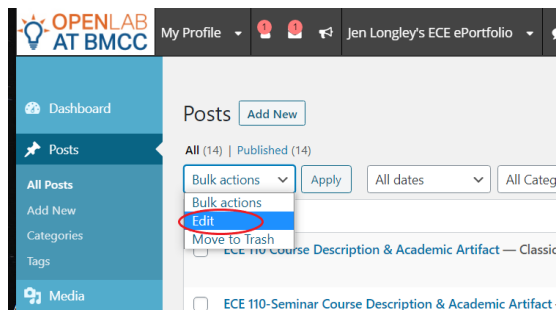 OPENLAB
AT BMCC
My Profile
1
1
Jen Longley's ECE ePortfolio
Dashboard
Posts
All Posts
Add New
Categories
Tags
Media
Posts Add New
All (14) | Published (14)
Bulk actions Apply All dates All Categ
Bulk actions
Edit
Move to Trash
ECE 110 Course Description & Academic Artifact — Classic
ECE 110-Seminar Course Description & Academic Artifact